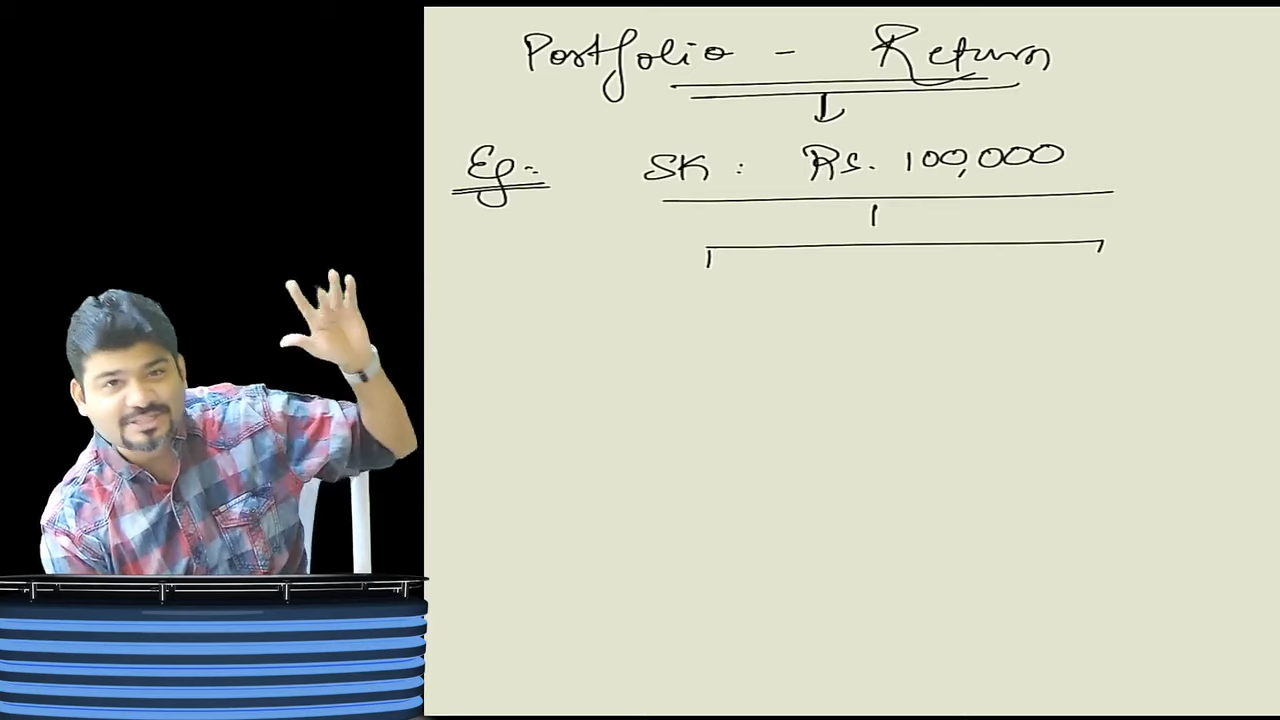 Portfolio - Return
Eg:- SK : Rs. 100,000